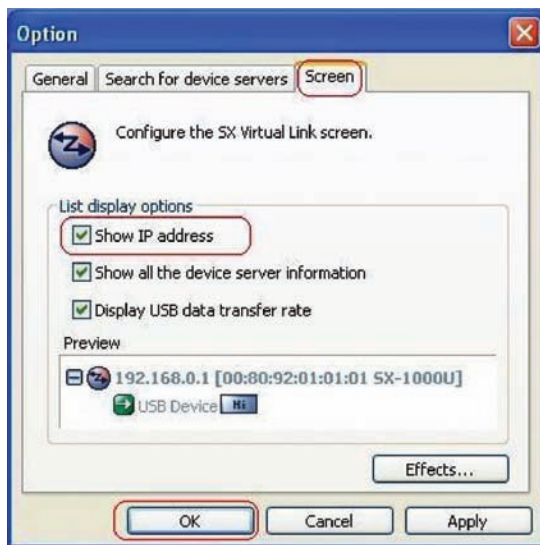 Option
General Search for device servers Screen
Configure the SX Virtual Link screen.
List display options
Show IP address
Show all the device server information
Display USB data transfer rate
Preview
192.168.0.1 [00:80:92:01:01:01 SX-1000U]
USB Device Hi
Effects...
OK Cancel Apply